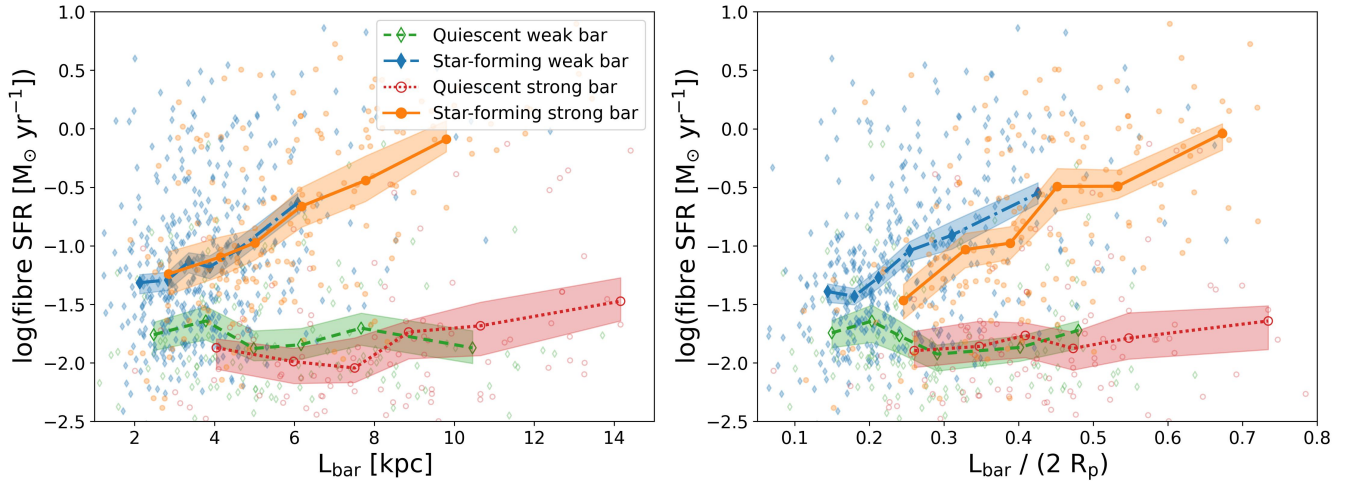 log(fibre SFR [M⊙ yr⁻¹])
1.0
0.5
0.0
−0.5
−1.0
−1.5
−2.0
−2.5
Quiescent weak bar
Star-forming weak bar
Quiescent strong bar
Star-forming strong bar
2 4 6 8 10 12 14
L_bar [kpc]
log(fibre SFR [M⊙ yr⁻¹])
1.0
0.5
0.0
−0.5
−1.0
−1.5
−2.0
−2.5
0.1 0.2 0.3 0.4 0.5 0.6 0.7 0.8
L_bar / (2 R_p)